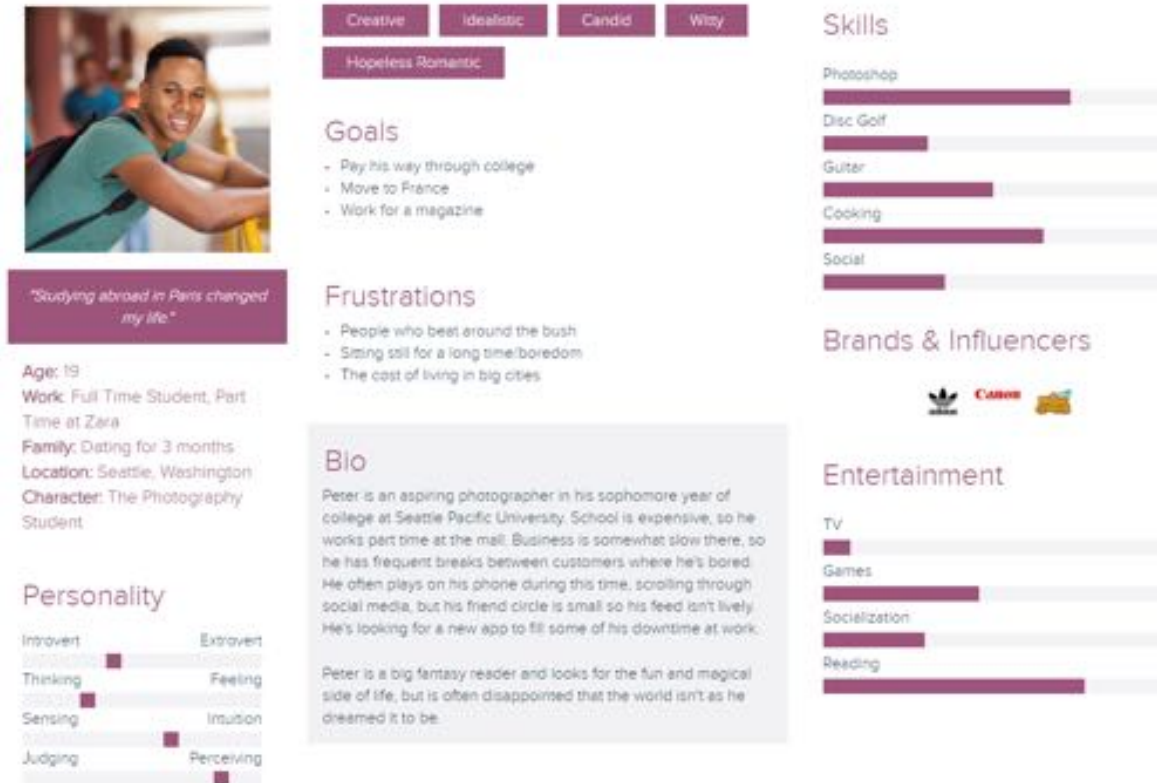 Creative
Idealistic
Candid
Witty
Hopeless Romantic
Goals
- Pay his way through college
- Move to France
- Work for a magazine
Frustrations
- People who beat around the bush
- Sitting still for a long time/boredom
- The cost of living in big cities
Bio
Peter is an aspiring photographer in his sophomore year of
college at Seattle Pacific University. School is expensive, so he
works part time at the mall. Business is somewhat slow there, so
he has frequent breaks between customers where he's bored.
He often plays on his phone during this time, scrolling through
social media, but his friend circle is small so his feed isn't lively.
He's looking for a new app to fill some of his downtime at work.
Peter is a big fantasy reader and looks for the fun and magical
side of life, but is often disappointed that the world isn't as he
dreamed it to be.
"Studying abroad in Paris changed
my life."
Age: 19
Work: Full Time Student, Part
Time at Zara
Family: Dating for 3 months
Location: Seattle, Washington
Character: The Photography
Student
Personality
Introvert Extrovert
Thinking Feeling
Sensing Intuition
Judging Perceiving
Skills
Photoshop
Disc Golf
Guitar
Cooking
Social
Brands & Influencers
adidas
Canon
Entertainment
TV
Games
Socialization
Reading